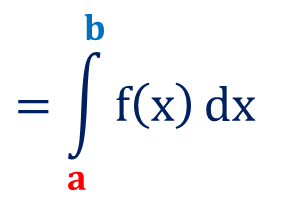 b
= ∫ f(x) dx
a